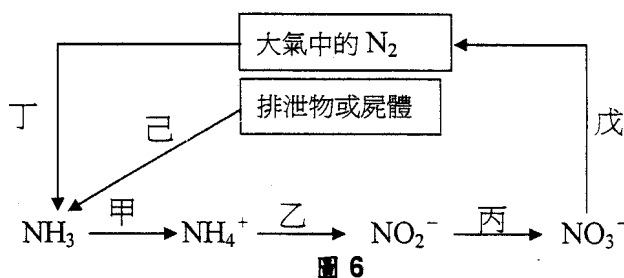 大氣中的 N₂
排泄物或屍體
丁
己
戊
NH₃ 甲 NH₄⁺ 乙 NO₂⁻ 丙 NO₃⁻
圖 6